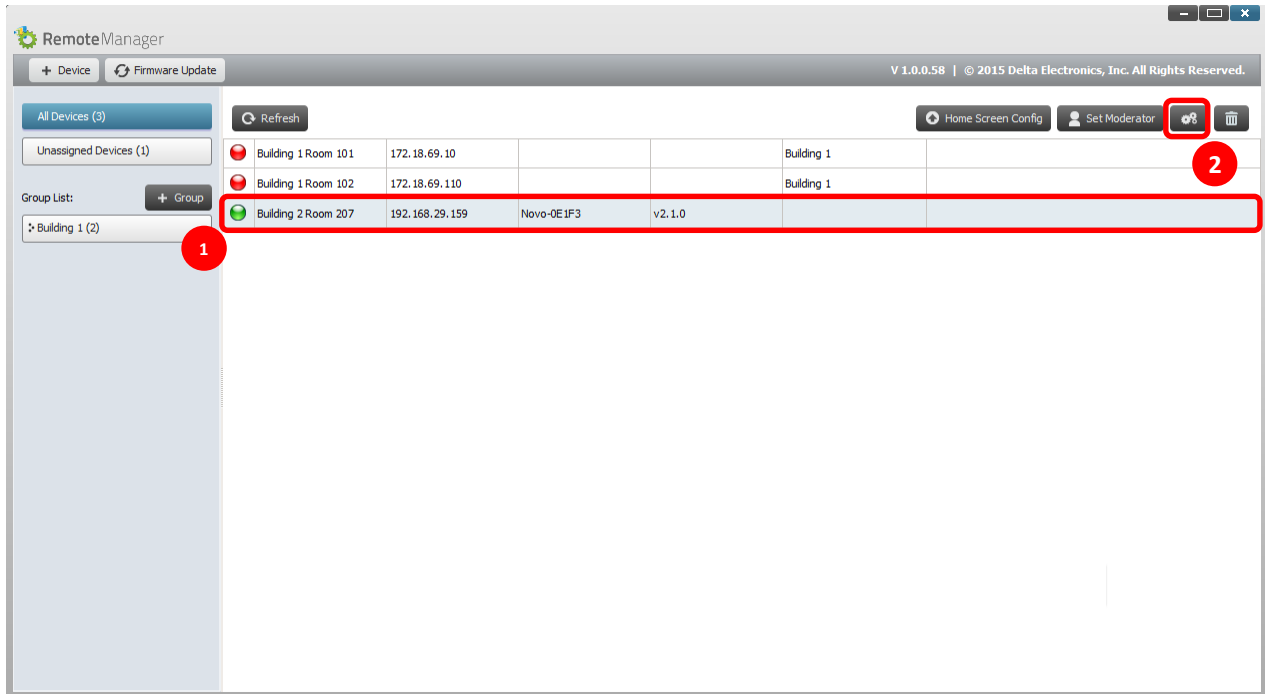 RemoteManager
+ Device Firmware Update V 1.0.0.58 | © 2015 Delta Electronics, Inc. All Rights Reserved.
All Devices (3) Refresh Home Screen Config Set Moderator
Unassigned Devices (1) Building 1 Room 101 172.18.69.10 Building 1
2
Building 1 Room 102 172.18.69.110 Building 1
Group List: + Group
Building 2 Room 207 192.168.29.159 Novo-0E1F3 v2.1.0
Building 1 (2)
1